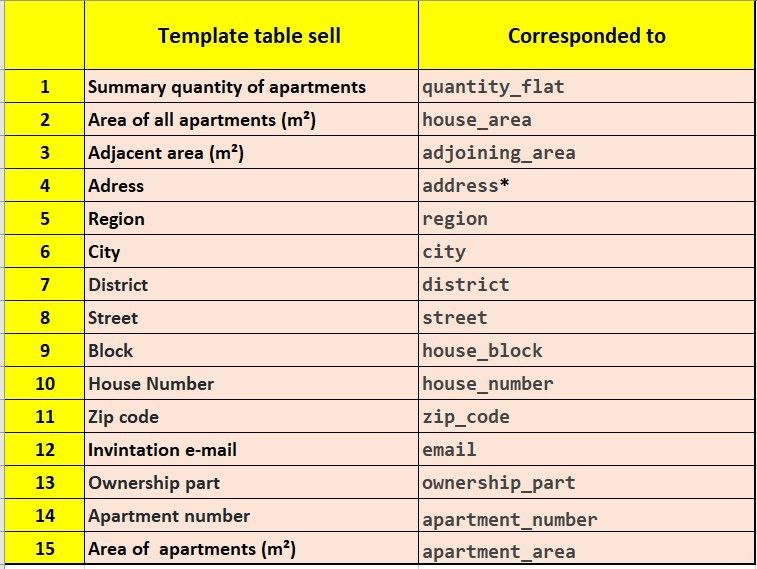 Template table sell Corresponded to
1 Summary quantity of apartments quantity_flat
2 Area of all apartments (m²) house_area
3 Adjacent area (m²) adjoining_area
4 Adress address*
5 Region region
6 City city
7 District district
8 Street street
9 Block house_block
10 House Number house_number
11 Zip code zip_code
12 Invintation e-mail email
13 Ownership part ownership_part
14 Apartment number apartment_number
15 Area of apartments (m²) apartment_area